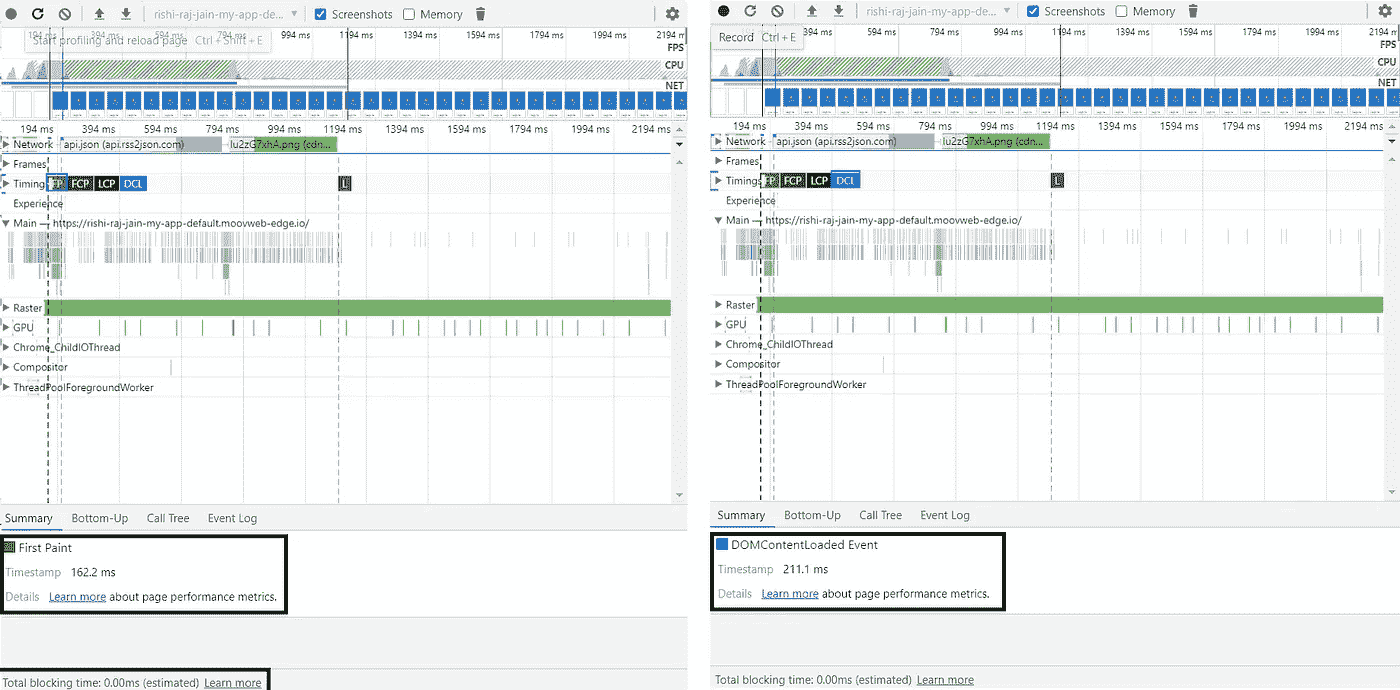 rishi-raj-jain-my-app-de... Screenshots Memory
Start profiling and reload page Ctrl + Shift + E
994 ms 1194 ms 1394 ms 1594 ms 1794 ms 1994 ms 2194 m
FPS
CPU
NET
194 ms 394 ms 594 ms 794 ms 994 ms 1194 ms 1394 ms 1594 ms 1794 ms 1994 ms 2194 ms
Network api.json (api.rss2json.com) lu2zG7xhA.png (cdn...
Frames
Timing FP FCP LCP DCL L
Experience
Main — https://rishi-raj-jain-my-app-default.moovweb-edge.io/
Raster
GPU
Chrome_ChildIOThread
Compositor
ThreadPoolForegroundWorker
Summary Bottom-Up Call Tree Event Log
First Paint
Timestamp 162.2 ms
Details Learn more about page performance metrics.
Total blocking time: 0.00ms (estimated) Learn more
rishi-raj-jain-my-app-de... Screenshots Memory
Record Ctrl + E
394 ms 594 ms 794 ms 994 ms 1194 ms 1394 ms 1594 ms 1794 ms 1994 ms 2194 m
FPS
CPU
NET
194 ms 394 ms 594 ms 794 ms 994 ms 1194 ms 1394 ms 1594 ms 1794 ms 1994 ms 2194 ms
Network api.json (api.rss2json.com) lu2zG7xhA.png (cdn...
Frames
Timings FP FCP LCP DCL L
Experience
Main — https://rishi-raj-jain-my-app-default.moovweb-edge.io/
Raster
GPU
Chrome_ChildIOThread
Compositor
ThreadPoolForegroundWorker
Summary Bottom-Up Call Tree Event Log
DOMContentLoaded Event
Timestamp 211.1 ms
Details Learn more about page performance metrics.
Total blocking time: 0.00ms (estimated) Learn more